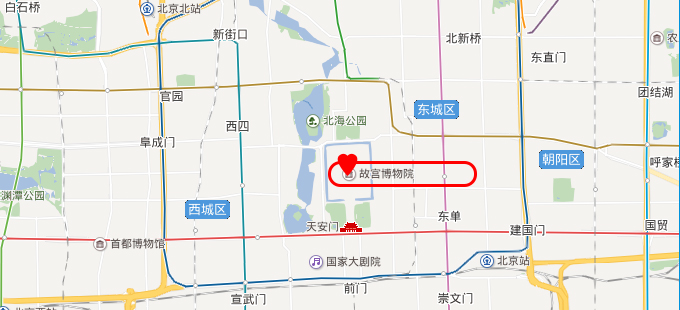 白石桥
北京北站
新街口
北新桥
农
东直门
官园
团结湖
东城区
北海公园
西四
阜成门
朝阳区
呼家楼
故宫博物院
渊潭公园
西城区
东单
天安门
国贸
建国门
首都博物馆
国家大剧院
北京站
前门
宣武门
崇文门
北京西站